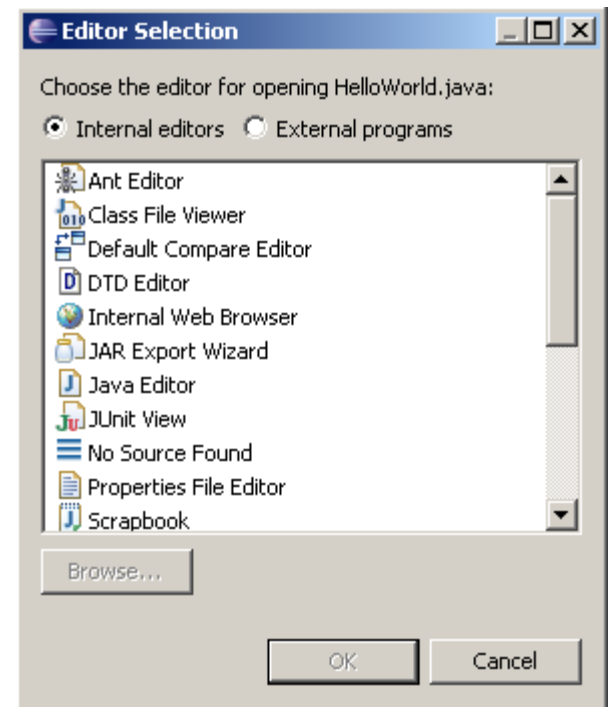 Editor Selection
Choose the editor for opening HelloWorld.java:
Internal editors External programs
Ant Editor
Class File Viewer
Default Compare Editor
DTD Editor
Internal Web Browser
JAR Export Wizard
Java Editor
JUnit View
No Source Found
Properties File Editor
Scrapbook
Browse...
OK Cancel